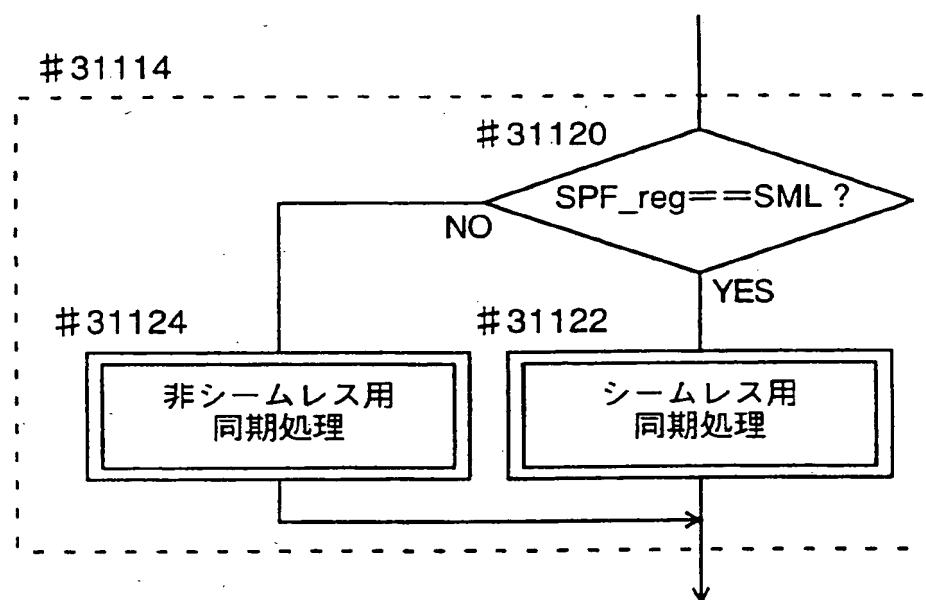 #31114
#31120
SPF_reg==SML ?
NO
YES
#31124
#31122
非シームレス用
同期処理
シームレス用
同期処理